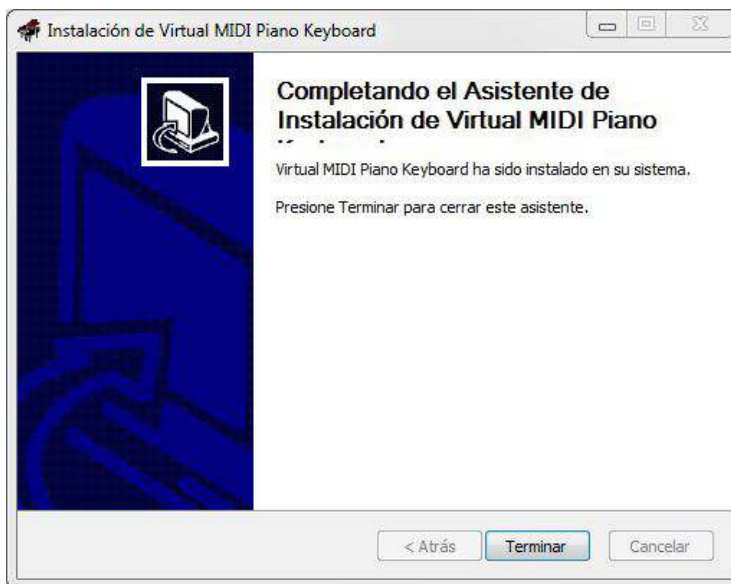 Instalación de Virtual MIDI Piano Keyboard
Completando el Asistente de
Instalación de Virtual MIDI Piano
Virtual MIDI Piano Keyboard ha sido instalado en su sistema.
Presione Terminar para cerrar este asistente.
< Atrás
Terminar
Cancelar